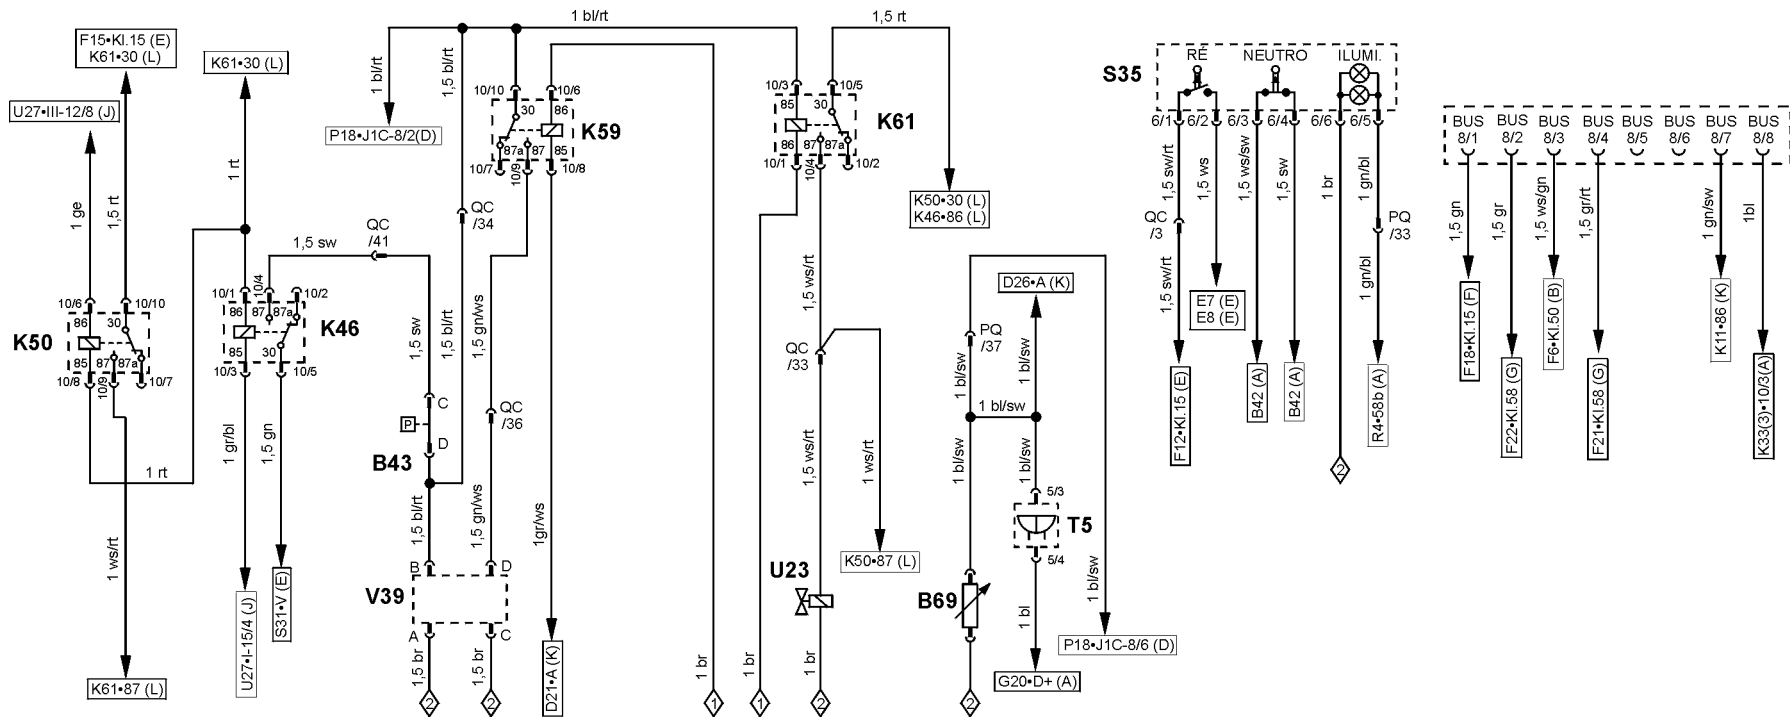 1 bl/rt
1,5 rt
F15•Kl.15 (E)
K61•30 (L)
K61•30 (L)
U27•III-12/8 (J)
1 bl/rt
1,5 bl/rt
P18•J1C-8/2(D)
10/10
10/6
30
86
K59
87a
87
85
10/7
10/9
10/8
10/3
10/5
85
30
K61
86
87
87a
10/1
10/4
10/2
K50•30 (L)
K46•86 (L)
S35
RÉ
NEUTRO
ILUMI.
6/1
6/2
6/3
6/4
6/6
6/5
1,5 sw/rt
1,5 ws
1,5 ws/sw
1,5 sw
1 br
1 gn/bl
QC
/3
PQ
/33
1,5 sw/rt
1 gn/bl
E7 (E)
E8 (E)
F12•Kl.15 (E)
B42 (A)
B42 (A)
R4•58b (A)
2
BUS
8/1
BUS
8/2
BUS
8/3
BUS
8/4
BUS
8/5
BUS
8/6
BUS
8/7
BUS
8/8
1,5 gn
1,5 gr
1,5 ws/gn
1,5 gr/rt
1 gn/sw
1bl
F18•Kl.15 (F)
F22•Kl.58 (G)
F6•Kl.50 (B)
F21•Kl.58 (G)
K11•86 (K)
K33(3)•10/3(A)
1 ge
1,5 rt
1 rt
1,5 sw
QC
/41
QC
/34
10/6
10/10
86
30
K50
85
87
87a
10/8
10/9
10/7
10/1
10/4
10/2
86
87
87a
K46
85
30
10/3
10/5
1,5 sw
1,5 bl/rt
1,5 gn/ws
C
P
D
B43
QC
/36
1 rt
1 gr/bl
1,5 gn
1 ws/rt
K61•87 (L)
U27•I-15/4 (J)
S31•V (E)
1,5 bl/rt
1,5 gn/ws
1gr/ws
B
D
V39
A
C
1,5 br
1,5 br
2
2
D21•A (K)
1 br
1
1 br
1
1,5 ws/rt
QC
/33
1,5 ws/rt
1 ws/rt
K50•87 (L)
U23
1 br
2
D26•A (K)
PQ
/37
1 bl/sw
1 bl/sw
1 bl/sw
1 bl/sw
1 bl/sw
5/3
T5
5/4
B69
1 bl
1 bl/sw
P18•J1C-8/6 (D)
G20•D+ (A)
2